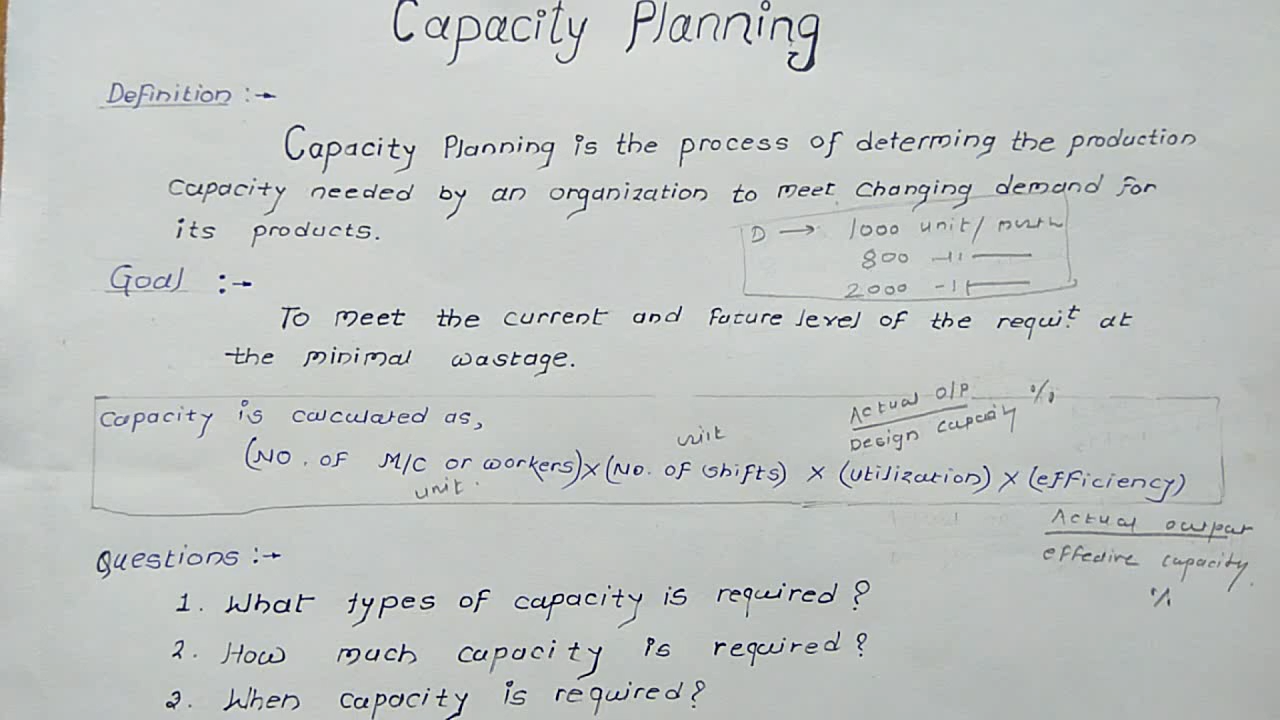 Capacity Planning
Definition :→
Capacity Planning is the process of determing the production
capacity needed by an organization to meet changing demand for
its products.
D → 1000 unit/ month
800 -11-
2000 -11-
Goal :→
To meet the current and future level of the requit. at
the minimal wastage.
Capacity is calculated as,
Actual O/P %
Design capacity
unit
(NO. of M/C or workers) × (No. of shifts) × (utilization) × (efficiency)
unit
Actual output
effective capacity
%
Questions :→
1. What types of capacity is required?
2. How much capacity is required?
2. When capacity is required?